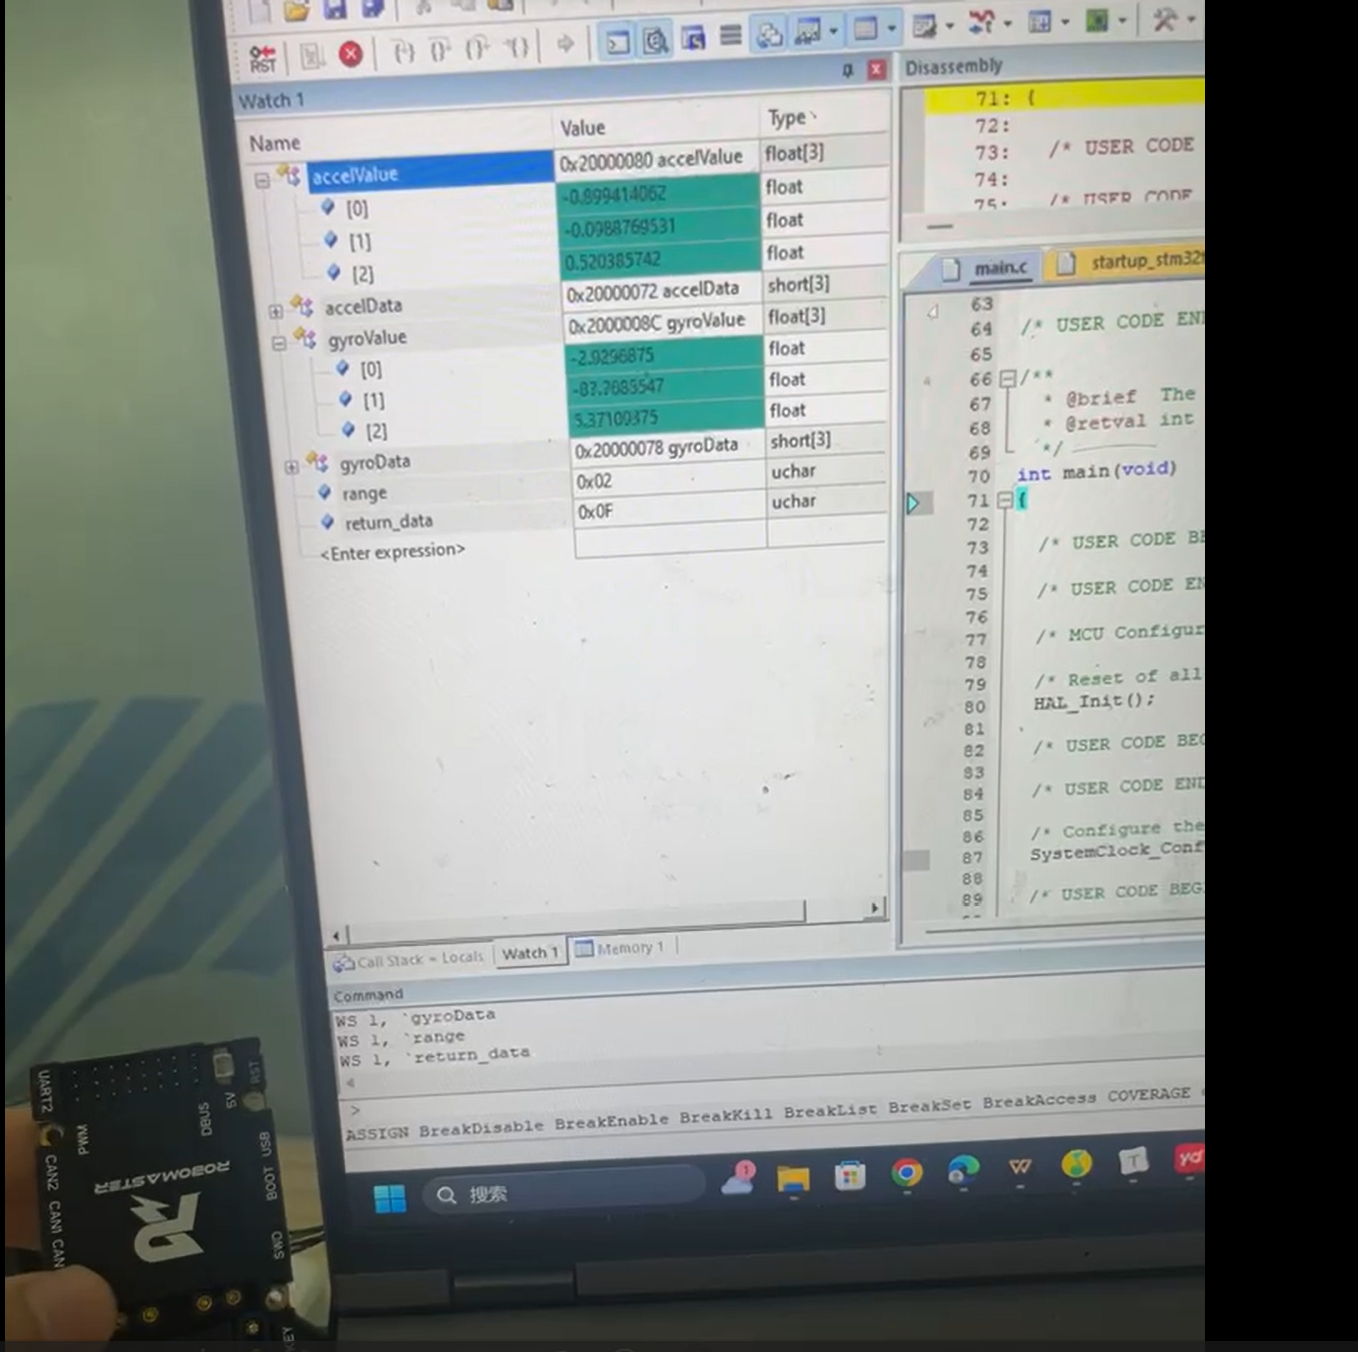 RST
Watch 1
Name Value Type
accelValue 0x20000080 accelValue float[3]
[0] -0.899414062 float
[1] -0.0988769531 float
[2] 0.520385742 float
accelData 0x20000072 accelData short[3]
gyroValue 0x2000008C gyroValue float[3]
[0] -2.9296875 float
[1] float
[2] 5.37109375 float
gyroData 0x20000078 gyroData short[3]
range 0x02 uchar
return_data 0x0F uchar
<Enter expression>
Call Stack + Locals Watch 1 Memory 1
Disassembly
71: {
72:
73: /* USER CODE
74:
75: /* USER CODE
main.c startup_stm32f
63
64 /* USER CODE END
65
66 /**
67 * @brief The
68 * @retval int
69 */
70 int main(void)
71 {
72
73 /* USER CODE BE
74
75 /* USER CODE EN
76
77 /* MCU Configur
78
79 /* Reset of all
80 HAL_Init();
81
82 /* USER CODE BEG
83
84 /* USER CODE END
85
86 /* Configure the
87 SystemClock_Conf
88
89 /* USER CODE BEG
Command
WS 1, `gyroData
WS 1, `range
WS 1, `return_data
>
ASSIGN BreakDisable BreakEnable BreakKill BreakList BreakSet BreakAccess COVERAGE
搜索
1
W
T
yd
UART2
PWM
CAN2 CAN1 CAN
DBUS
5V
RST
BOOT USB
SWD
KEY
ROBOMASTER